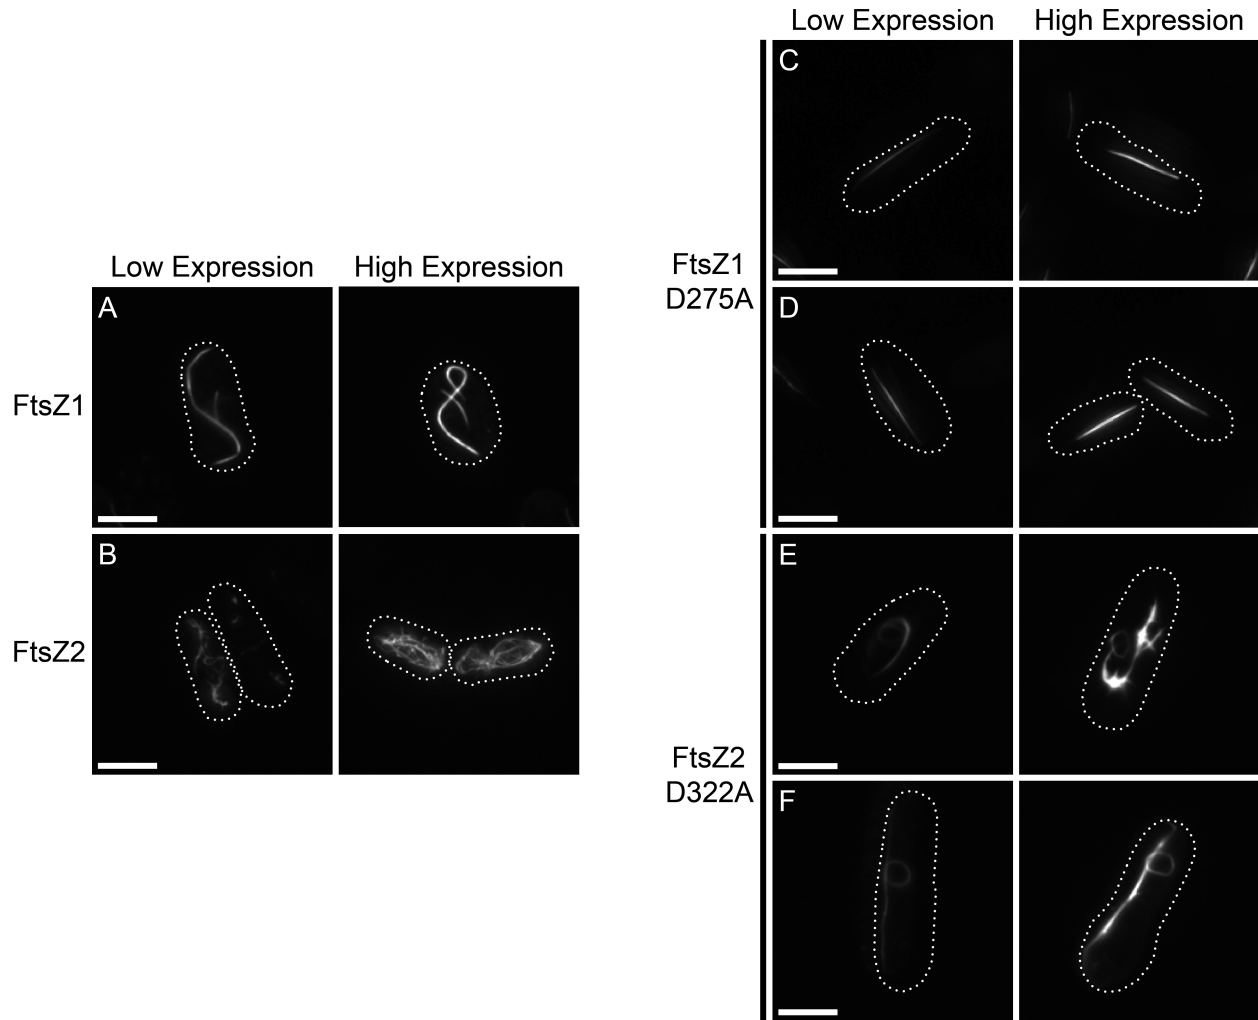 Low Expression High Expression
C
FtsZ1
D275A
D
Low Expression High Expression
A
FtsZ1
B
FtsZ2
E
FtsZ2
D322A
F